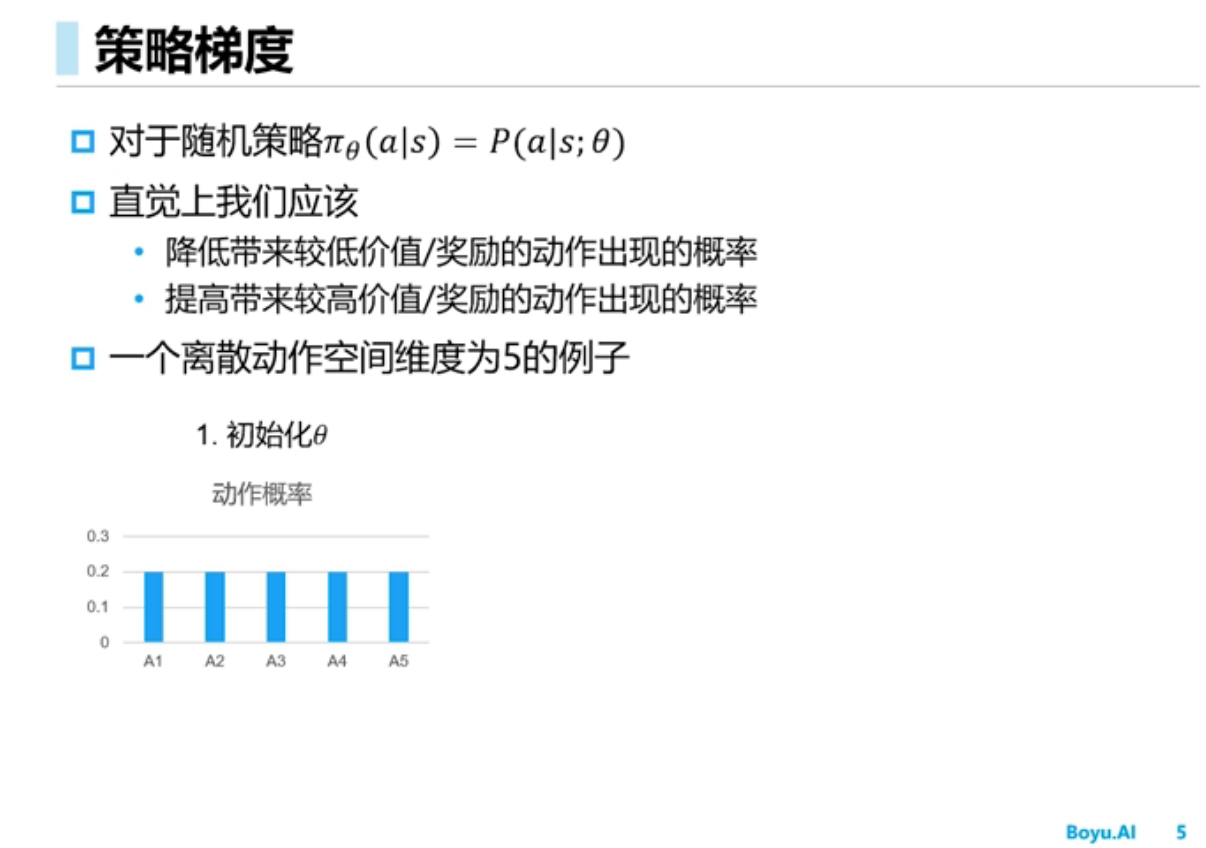 策略梯度
对于随机策略π_θ(a|s) = P(a|s; θ)
直觉上我们应该
• 降低带来较低价值/奖励的动作出现的概率
• 提高带来较高价值/奖励的动作出现的概率
一个离散动作空间维度为5的例子
1. 初始化θ
动作概率
0.3
0.2
0.1
0
A1 A2 A3 A4 A5
Boyu.AI 5